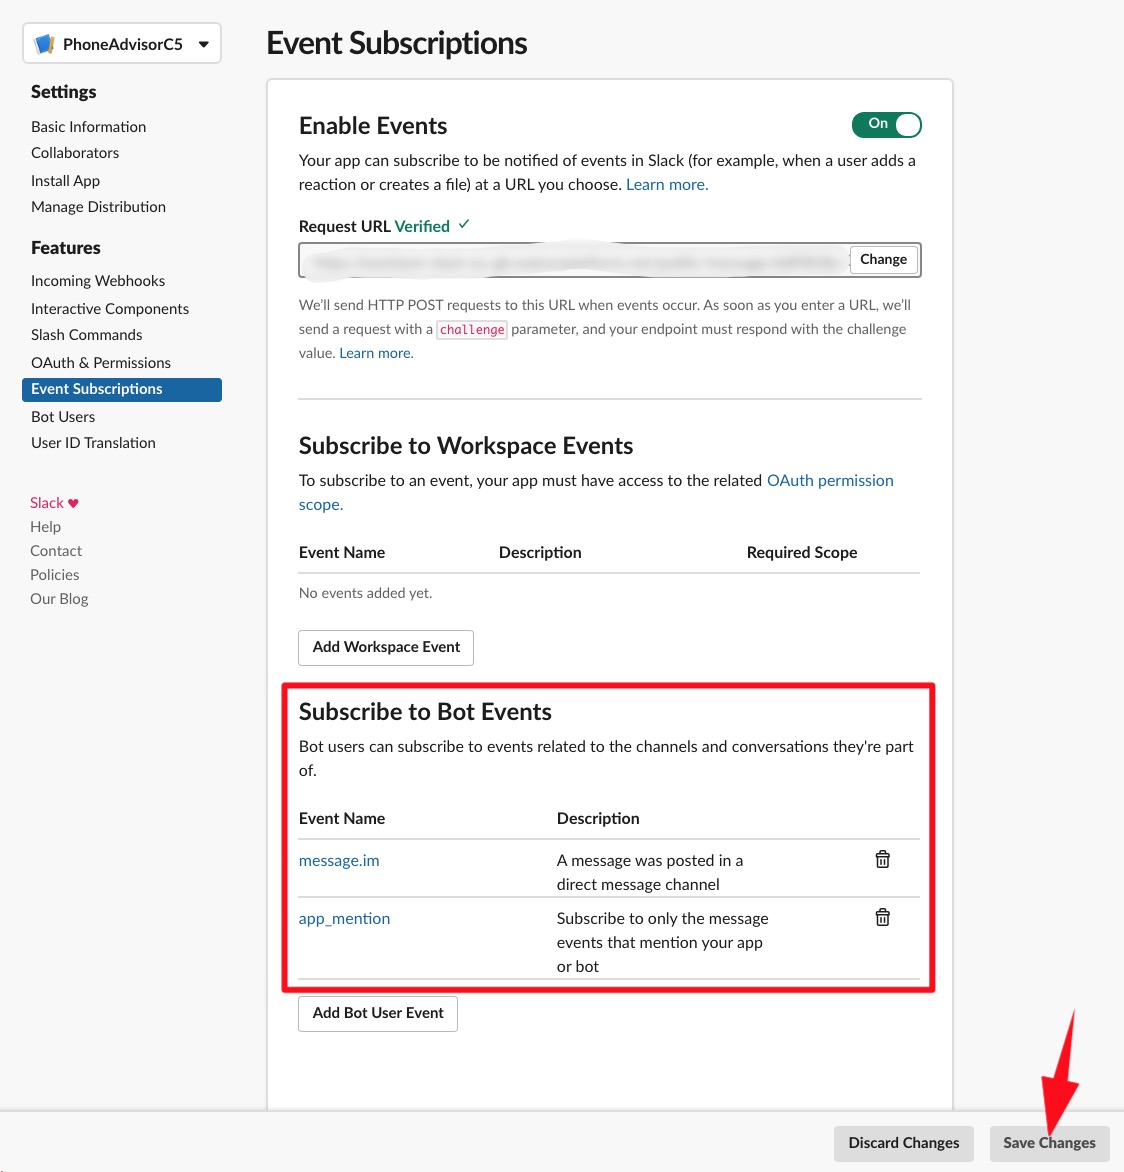 PhoneAdvisorC5
Settings
Basic Information
Collaborators
Install App
Manage Distribution
Features
Incoming Webhooks
Interactive Components
Slash Commands
OAuth & Permissions
Event Subscriptions
Bot Users
User ID Translation
Slack
Help
Contact
Policies
Our Blog
Event Subscriptions
Enable Events
On
Your app can subscribe to be notified of events in Slack (for example, when a user adds a
reaction or creates a file) at a URL you choose. Learn more.
Request URL Verified
Change
We'll send HTTP POST requests to this URL when events occur. As soon as you enter a URL, we'll
send a request with a challenge parameter, and your endpoint must respond with the challenge
value. Learn more.
Subscribe to Workspace Events
To subscribe to an event, your app must have access to the related OAuth permission
scope.
Event Name Description Required Scope
No events added yet.
Add Workspace Event
Subscribe to Bot Events
Bot users can subscribe to events related to the channels and conversations they're part
of.
Event Name Description
message.im A message was posted in a
direct message channel
app_mention Subscribe to only the message
events that mention your app
or bot
Add Bot User Event
Discard Changes Save Changes